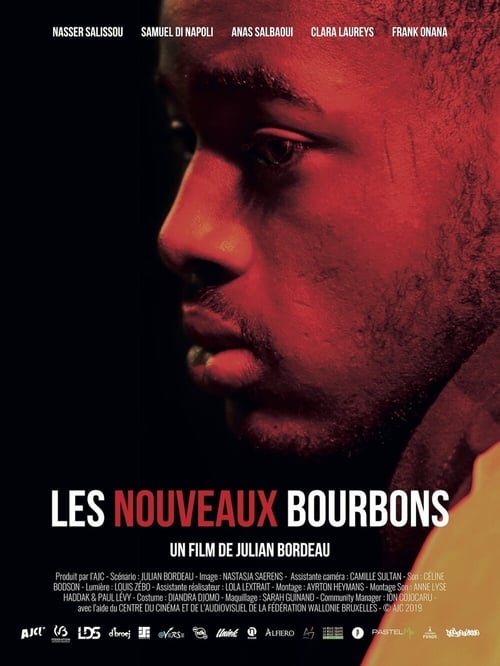 NASSER SALISSOU SAMUEL DI NAPOLI ANAS SALBAOUI CLARA LAUREYS FRANK ONANA
LES NOUVEAUX BOURBONS
UN FILM DE JULIAN BORDEAU
Produit par l'AJC - Scénario : JULIAN BORDEAU - Image : NASTASJA SAERENS - Assistante caméra : CAMILLE SULTAN - Son : CÉLINE
BODSON - Lumière : LOUIS ZÈBO - Assistante réalisateur : LOLA LEXTRAIT - Montage : AYRTON HEYMANS - Montage Son : ANNE LYSE
HADDAK & PAUL LÉVY - Costume : DIANDRA DJOMO - Maquillage : SARAH GUINAND - Community Manager : ION COJOCARU -
avec l'aide du CENTRE DU CINÉMA ET DE L'AUDIOVISUEL DE LA FÉDÉRATION WALLONIE BRUXELLES - © AJC 2019
AJC! LDS d'broej ALFIERO PASTEL